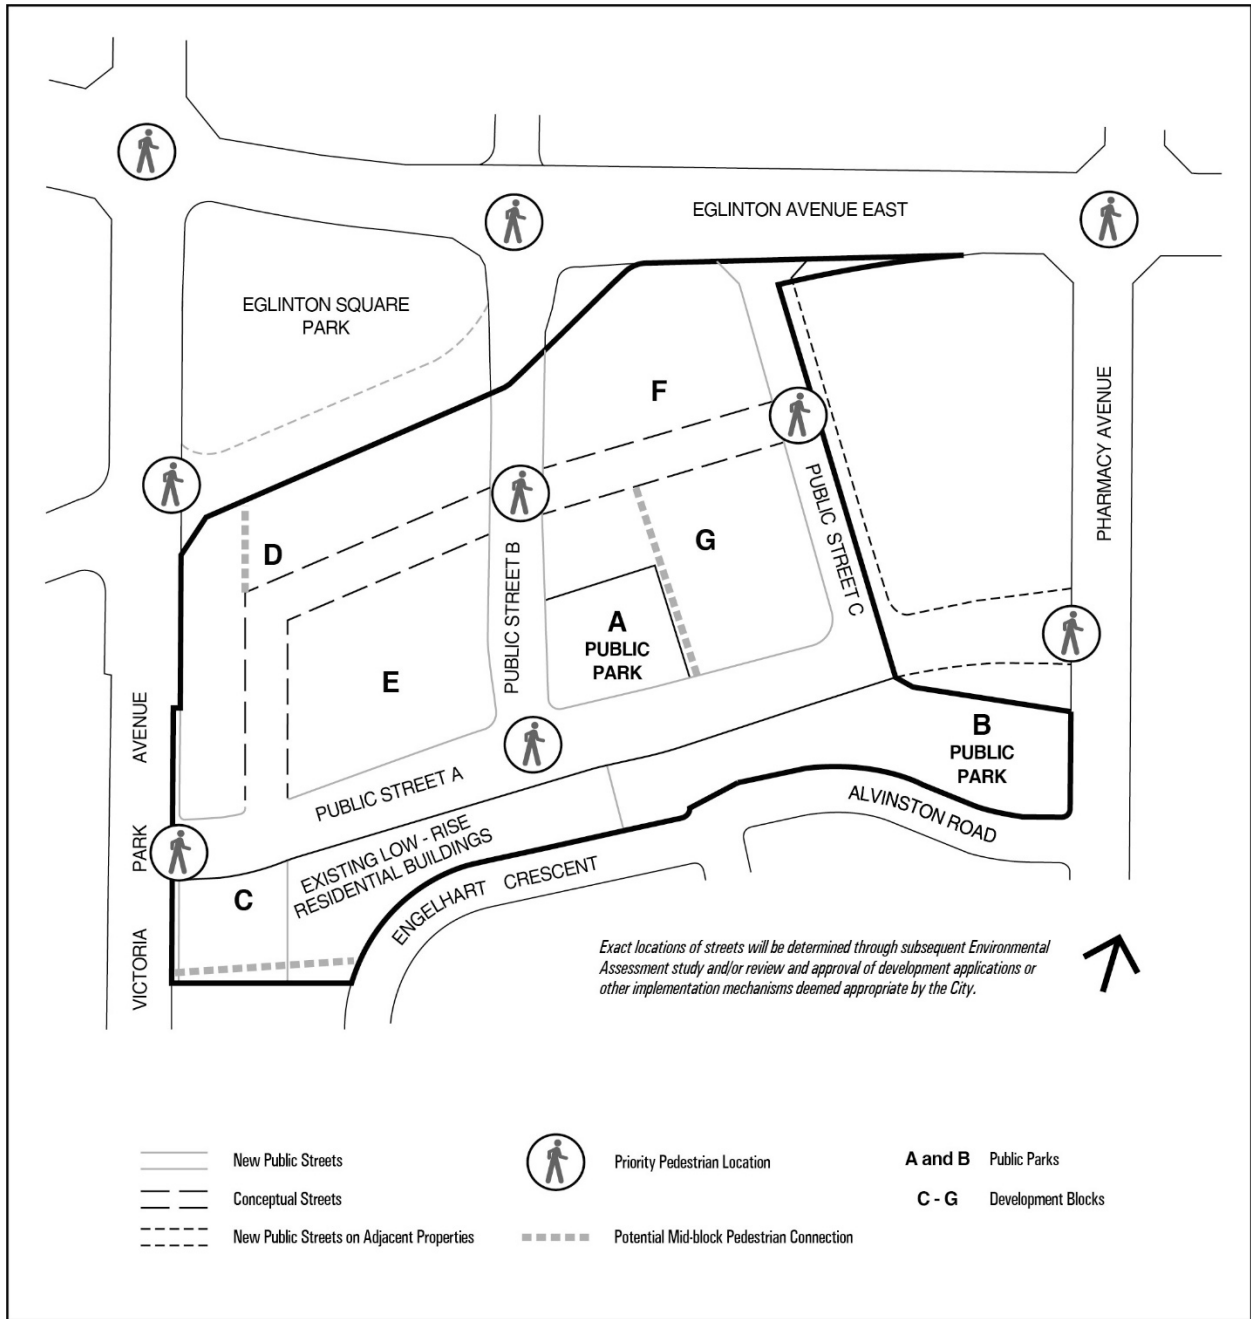 EGLINTON AVENUE EAST
EGLINTON SQUARE
PARK
F
PHARMACY AVENUE
D
G
PUBLIC STREET B
PUBLIC STREET C
A
PUBLIC
PARK
E
B
PUBLIC
PARK
VICTORIA PARK AVENUE
PUBLIC STREET A
ALVINSTON ROAD
EXISTING LOW - RISE
RESIDENTIAL BUILDINGS
C
ENGELHART CRESCENT
Exact locations of streets will be determined through subsequent Environmental
Assessment study and/or review and approval of development applications or
other implementation mechanisms deemed appropriate by the City.
New Public Streets
Priority Pedestrian Location
A and B Public Parks
Conceptual Streets
C - G Development Blocks
New Public Streets on Adjacent Properties
Potential Mid-block Pedestrian Connection